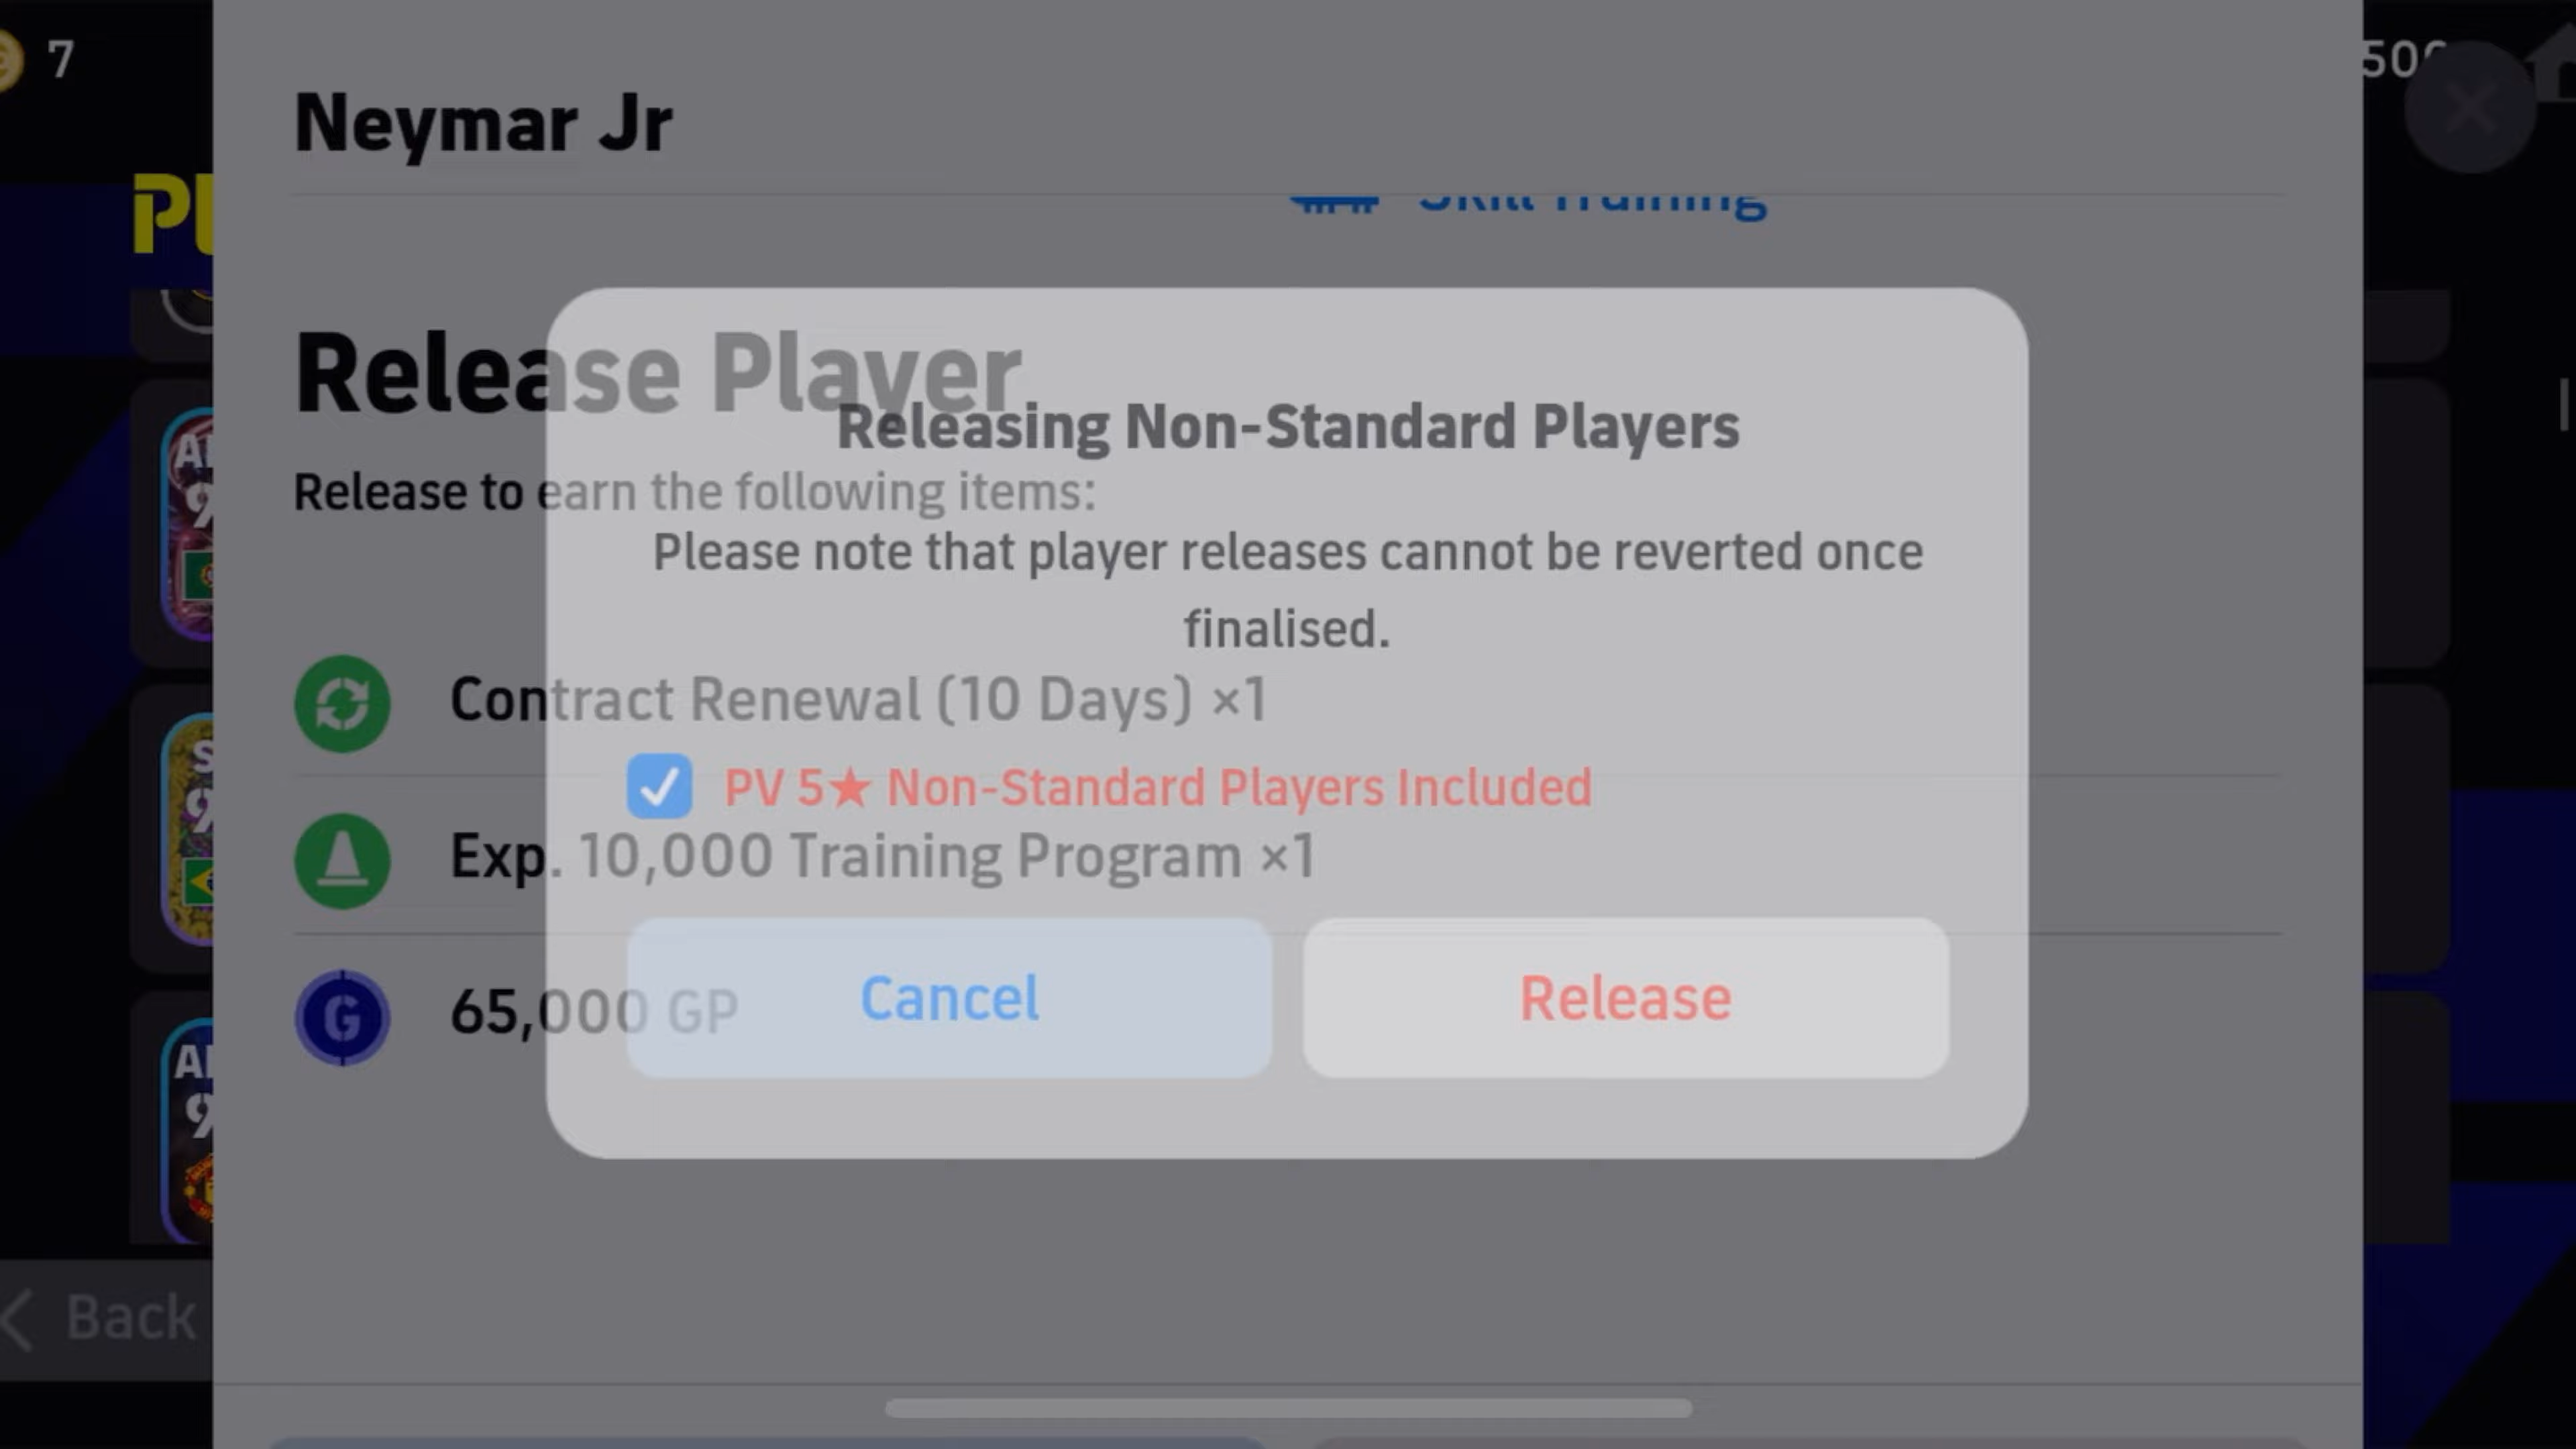 7
Neymar Jr
Skill Training
Release Player
Releasing Non-Standard Players
Release to earn the following items:
Please note that player releases cannot be reverted once
finalised.
Contract Renewal (10 Days) ×1
PV 5★ Non-Standard Players Included
Exp. 10,000 Training Program ×1
65,000 GP
Cancel
Release
Back